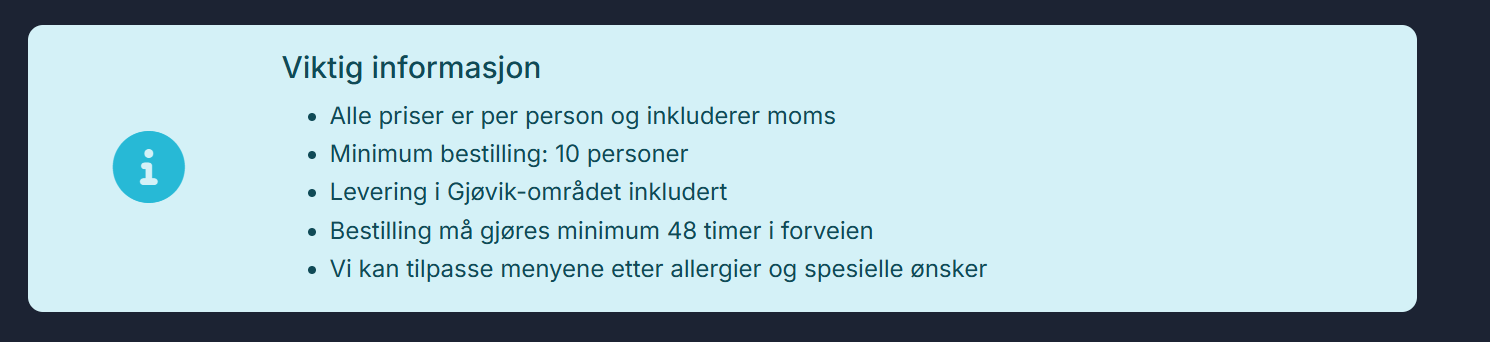 Viktig informasjon
Alle priser er per person og inkluderer moms
Minimum bestilling: 10 personer
Levering i Gjøvik-området inkludert
Bestilling må gjøres minimum 48 timer i forveien
Vi kan tilpasse menyene etter allergier og spesielle ønsker